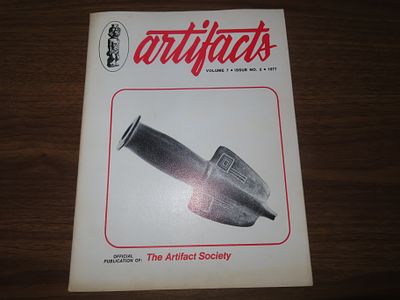 artifacts
VOLUME 7 • ISSUE NO. 2 • 1977
OFFICIAL
PUBLICATION OF: The Artifact Society